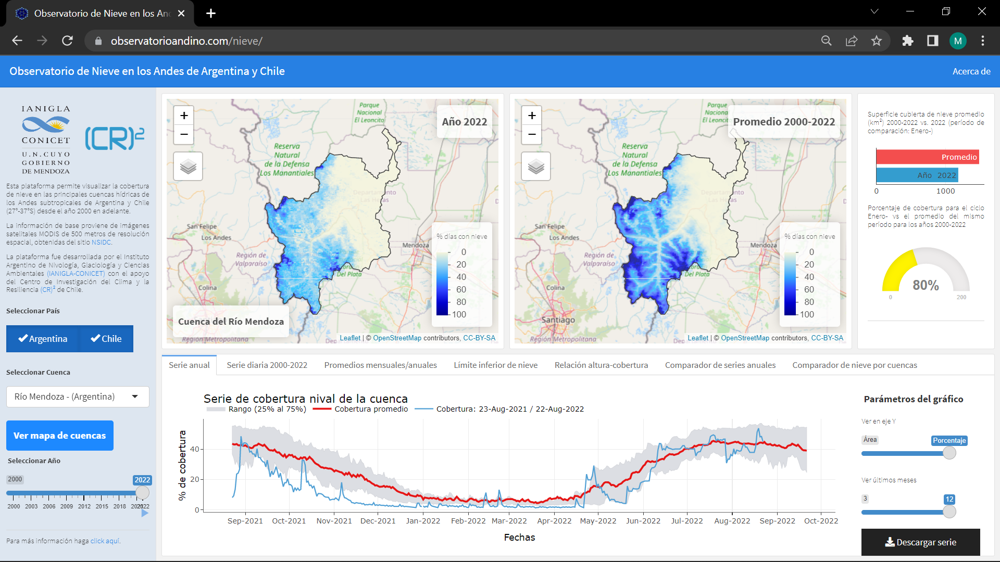 Observatorio de Nieve en los An
observatorioandino.com/nieve/
M
Observatorio de Nieve en los Andes de Argentina y Chile
Acerca de
IANIGLA
CONICET
U.N.CUYO
GOBIERNO
DE MENDOZA
(CR)²
Esta plataforma permite visualizar la cobertura
de nieve en las principales cuencas hídricas de
los Andes subtropicales de Argentina y Chile
(27°-37°S) desde el año 2000 en adelante.
La información de base proviene de imágenes
satelitales MODIS de 500 metros de resolución
espacial, obtenidas del sitio NSIDC.
La plataforma fue desarrollada por el Instituto
Argentino de Nivología, Glaciología y Ciencias
Ambientales (IANIGLA-CONICET) con el apoyo
del Centro de Investigación del Clima y la
Resiliencia (CR)² de Chile.
Seleccionar País
Argentina
Chile
Seleccionar Cuenca
Río Mendoza - (Argentina)
Ver mapa de cuencas
Seleccionar Año
2000
2022
2000 2003 2006 2009 2012 2015 2018 2022
Para más información haga click aquí.
+
−
Parque
Nacional
El Leoncito
Año 2022
Reserva
Natural
de la Defensa
Los Manantiales
Departamento
Las Heras
San Felipe
Los Andes
Región de
Valparaíso
Mendoza
Del Plata
Colina
Cuenca del Río Mendoza
Región Metropolitana
% días con nieve
0
20
40
60
80
100
Leaflet | © OpenStreetMap contributors, CC-BY-SA
+
−
Parque
Nacional
El Leoncito
Promedio 2000-2022
Reserva
Natural
de la Defensa
Los Manantiales
Departamento
Las Heras
San Felipe
Los Andes
Región de
Valparaíso
Mendoza
Del Plata
Colina
Santiago
Región Metropolitana
% días con nieve
0
20
40
60
80
100
Leaflet | © OpenStreetMap contributors, CC-BY-SA
Superficie cubierta de nieve promedio
(km²) 2000-2022 vs. 2022 (período de
comparación: Enero-)
Promedio
Año 2022
0 1000
Porcentaje de cobertura para el ciclo
Enero- vs el promedio del mismo
período para los años 2000-2022
80%
0 200
Serie anual
Serie diaria 2000-2022
Promedios mensuales/anuales
Límite inferior de nieve
Relación altura-cobertura
Comparador de series anuales
Comparador de nieve por cuencas
Serie de cobertura nival de la cuenca
Rango (25% al 75%) Cobertura promedio Cobertura: 23-Aug-2021 / 22-Aug-2022
% de cobertura
40
20
0
Sep-2021 Oct-2021 Nov-2021 Dec-2021 Jan-2022 Feb-2022 Mar-2022 Apr-2022 May-2022 Jun-2022 Jul-2022 Aug-2022 Sep-2022 Oct-2022
Fechas
Parámetros del gráfico
Ver en eje Y
Área
Porcentaje
Ver últimos meses
3
12
Descargar serie